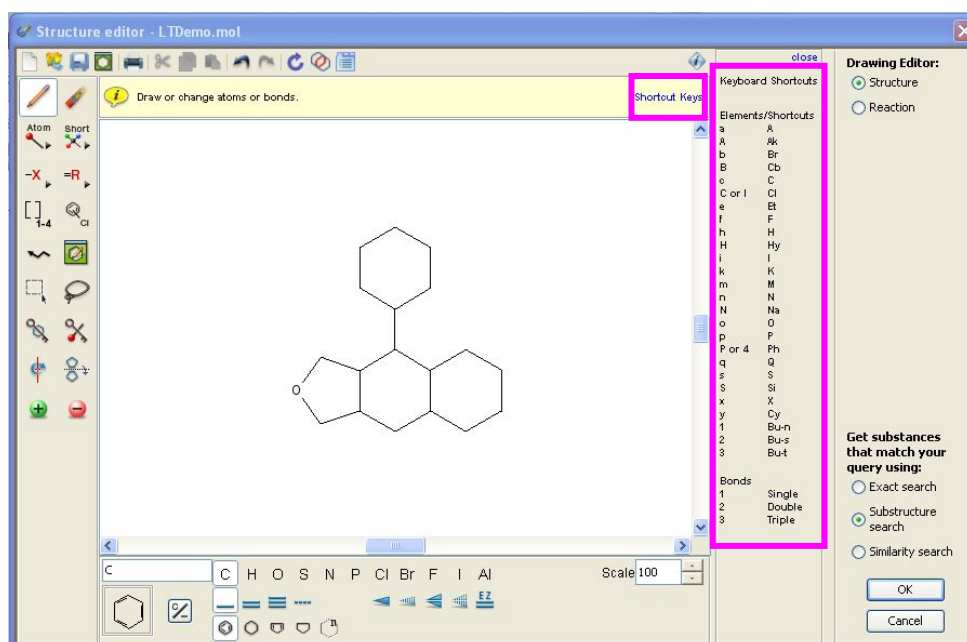 Structure editor - LTDemo.mol
close
Drawing Editor:
Structure
Reaction
Draw or change atoms or bonds.
Shortcut Keys
Keyboard Shortcuts
Elements/Shortcuts
a A
A Ak
b Br
B Cb
c C
C or l Cl
e Et
f F
h H
H Hy
i I
k K
m M
n N
N Na
o O
p P
P or 4 Ph
q Q
s S
S Si
x X
y Cy
1 Bu-n
2 Bu-s
3 Bu-t
Bonds
1 Single
2 Double
3 Triple
Atom Short
-X =R
[ ] 1-4 Cl
O
Get substances
that match your
query using:
Exact search
Substructure
search
Similarity search
OK
Cancel
C
C H O S N P Cl Br F I Al
Scale 100
EZ
n